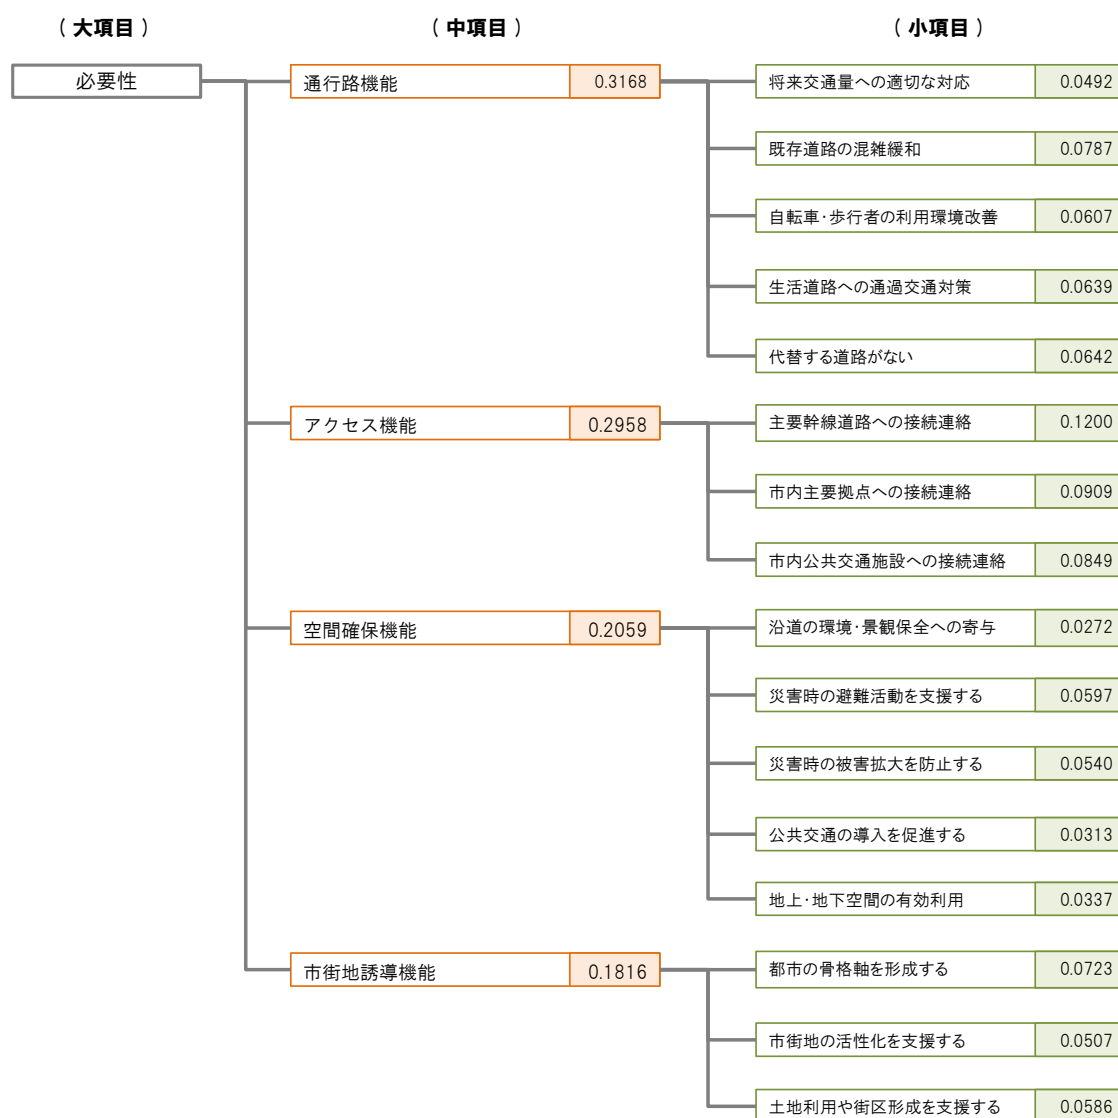 （大項目）
（中項目）
（小項目）
必要性
通行路機能 0.3168
将来交通量への適切な対応 0.0492
既存道路の混雑緩和 0.0787
自転車・歩行者の利用環境改善 0.0607
生活道路への通過交通対策 0.0639
代替する道路がない 0.0642
アクセス機能 0.2958
主要幹線道路への接続連絡 0.1200
市内主要拠点への接続連絡 0.0909
市内公共交通施設への接続連絡 0.0849
空間確保機能 0.2059
沿道の環境・景観保全への寄与 0.0272
災害時の避難活動を支援する 0.0597
災害時の被害拡大を防止する 0.0540
公共交通の導入を促進する 0.0313
地上・地下空間の有効利用 0.0337
市街地誘導機能 0.1816
都市の骨格軸を形成する 0.0723
市街地の活性化を支援する 0.0507
土地利用や街区形成を支援する 0.0586